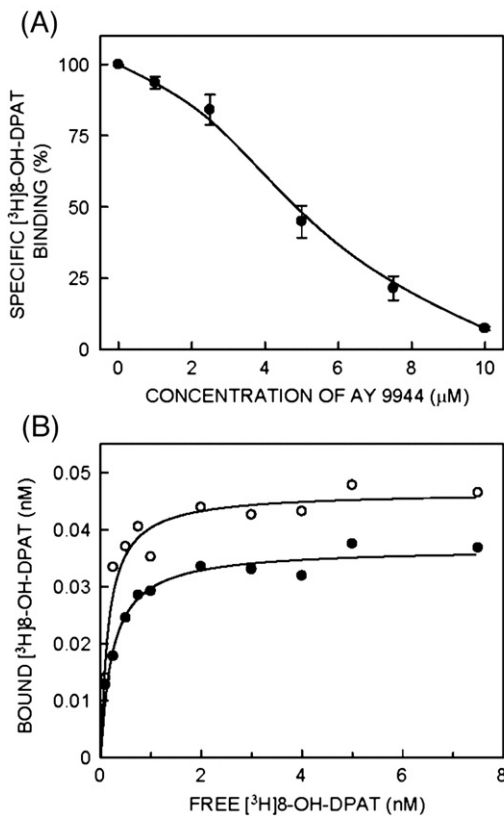 (A)
SPECIFIC [³H]8-OH-DPAT
BINDING (%)
100
75
50
25
0
0 2 4 6 8 10
CONCENTRATION OF AY 9944 (μM)
(B)
BOUND [³H]8-OH-DPAT (nM)
0.05
0.04
0.03
0.02
0.01
0
0 2 4 6 8
FREE [³H]8-OH-DPAT (nM)